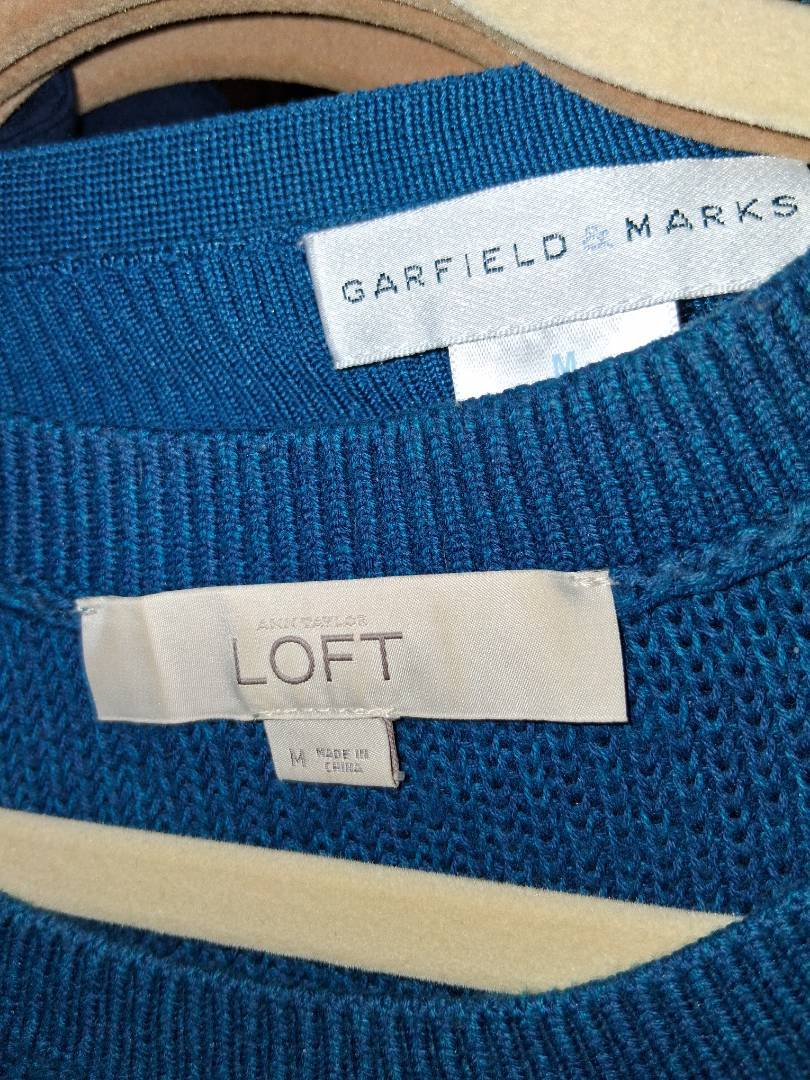 GARFIELD & MARKS
M
ANN TAYLOR
LOFT
M MADE IN
CHINA